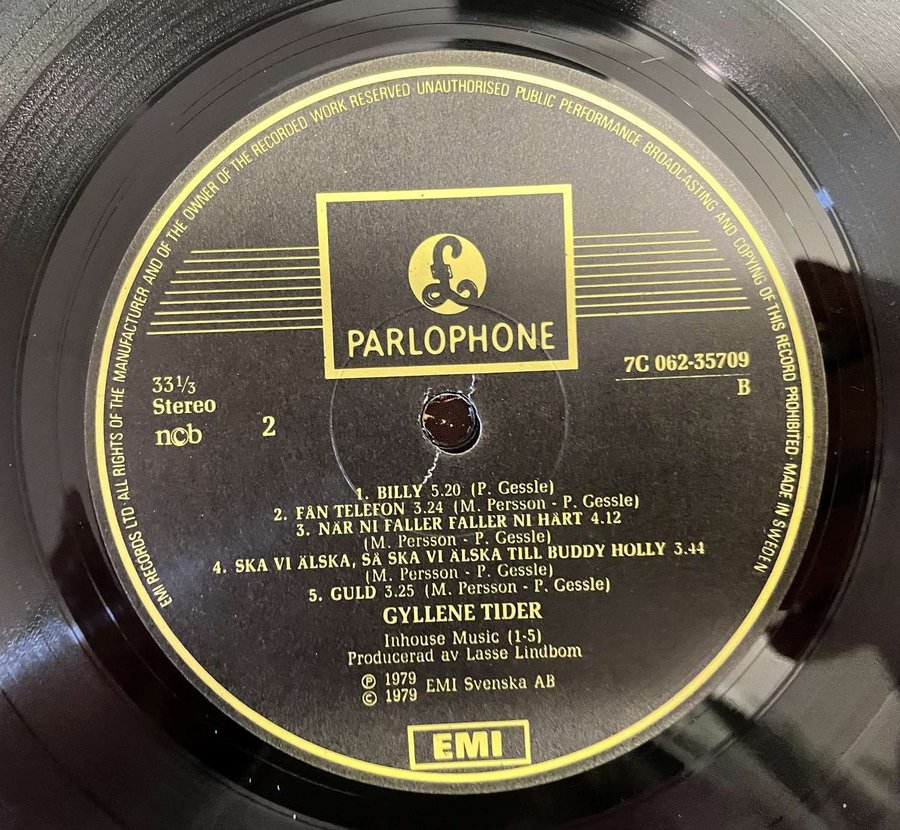 EMI RECORDS LTD·ALL RIGHTS OF THE MANUFACTURER AND OF THE OWNER OF THE RECORDED WORK RESERVED·UNAUTHORISED PUBLIC PERFORMANCE BROADCASTING AND COPYING OF THIS RECORD PROHIBITED·MADE IN SWEDEN
£
PARLOPHONE
7C 062-35709
B
33 1/3
Stereo
ncb
2
1. BILLY 5.20 (P. Gessle)
2. FAN TELEFON 3.24 (M. Persson - P. Gessle)
3. NÄR NI FALLER FALLER NI HÅRT 4.12
(M. Persson - P. Gessle)
4. SKA VI ÄLSKA, SÅ SKA VI ÄLSKA TILL BUDDY HOLLY 3.44
(M. Persson - P. Gessle)
5. GULD 3.25 (M. Persson - P. Gessle)
GYLLENE TIDER
Inhouse Music (1-5)
Producerad av Lasse Lindbom
Ⓟ 1979
© 1979 EMI Svenska AB
EMI